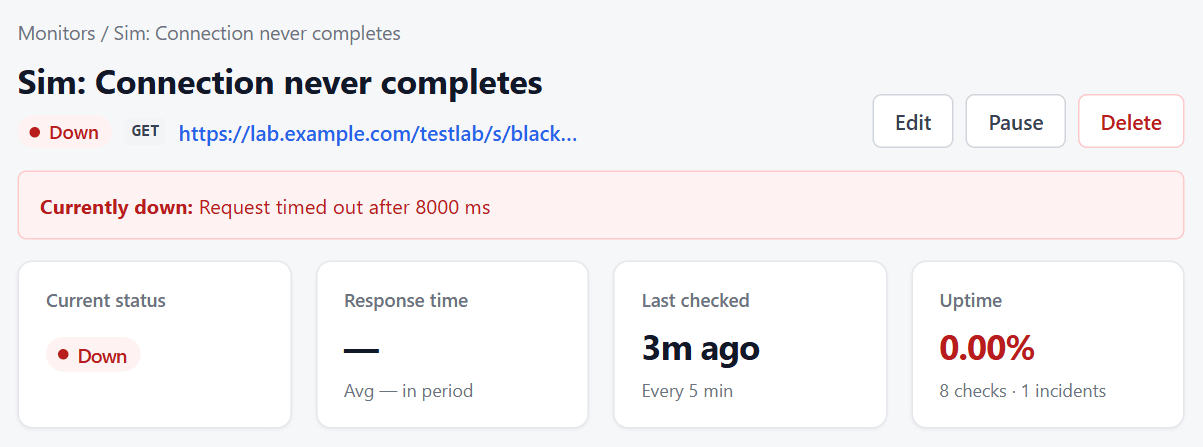 Monitors / Sim: Connection never completes
Sim: Connection never completes
Down GET https://lab.example.com/testlab/s/black...
Edit Pause Delete
Currently down: Request timed out after 8000 ms
Current status
Down
Response time
—
Avg — in period
Last checked
3m ago
Every 5 min
Uptime
0.00%
8 checks · 1 incidents